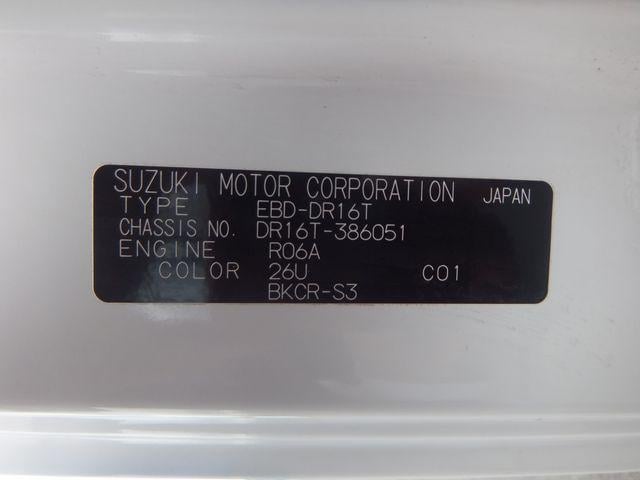 SUZUKI MOTOR CORPORATION JAPAN
TYPE EBD-DR16T
CHASSIS NO. DR16T-386051
ENGINE R06A
COLOR 26U C01
BKCR-S3